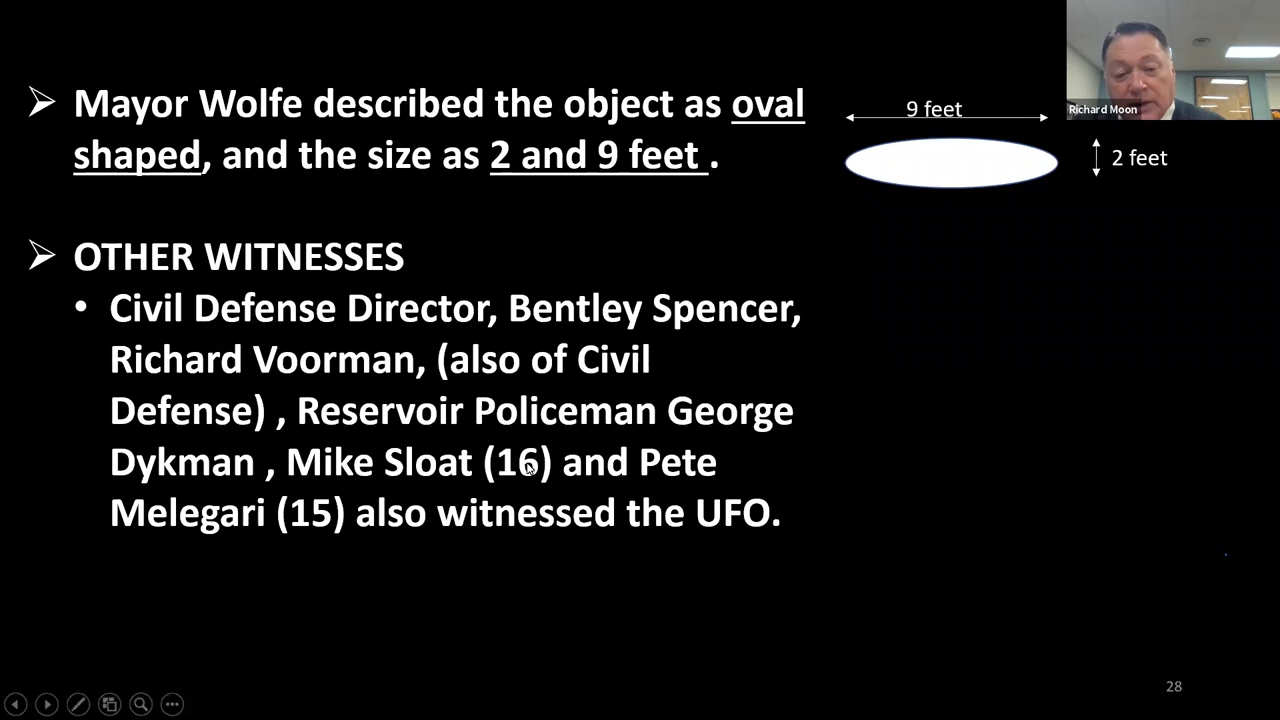 Mayor Wolfe described the object as oval
shaped, and the size as 2 and 9 feet .
9 feet
Richard Moon
2 feet
OTHER WITNESSES
• Civil Defense Director, Bentley Spencer,
Richard Voorman, (also of Civil
Defense) , Reservoir Policeman George
Dykman , Mike Sloat (16) and Pete
Melegari (15) also witnessed the UFO.
28